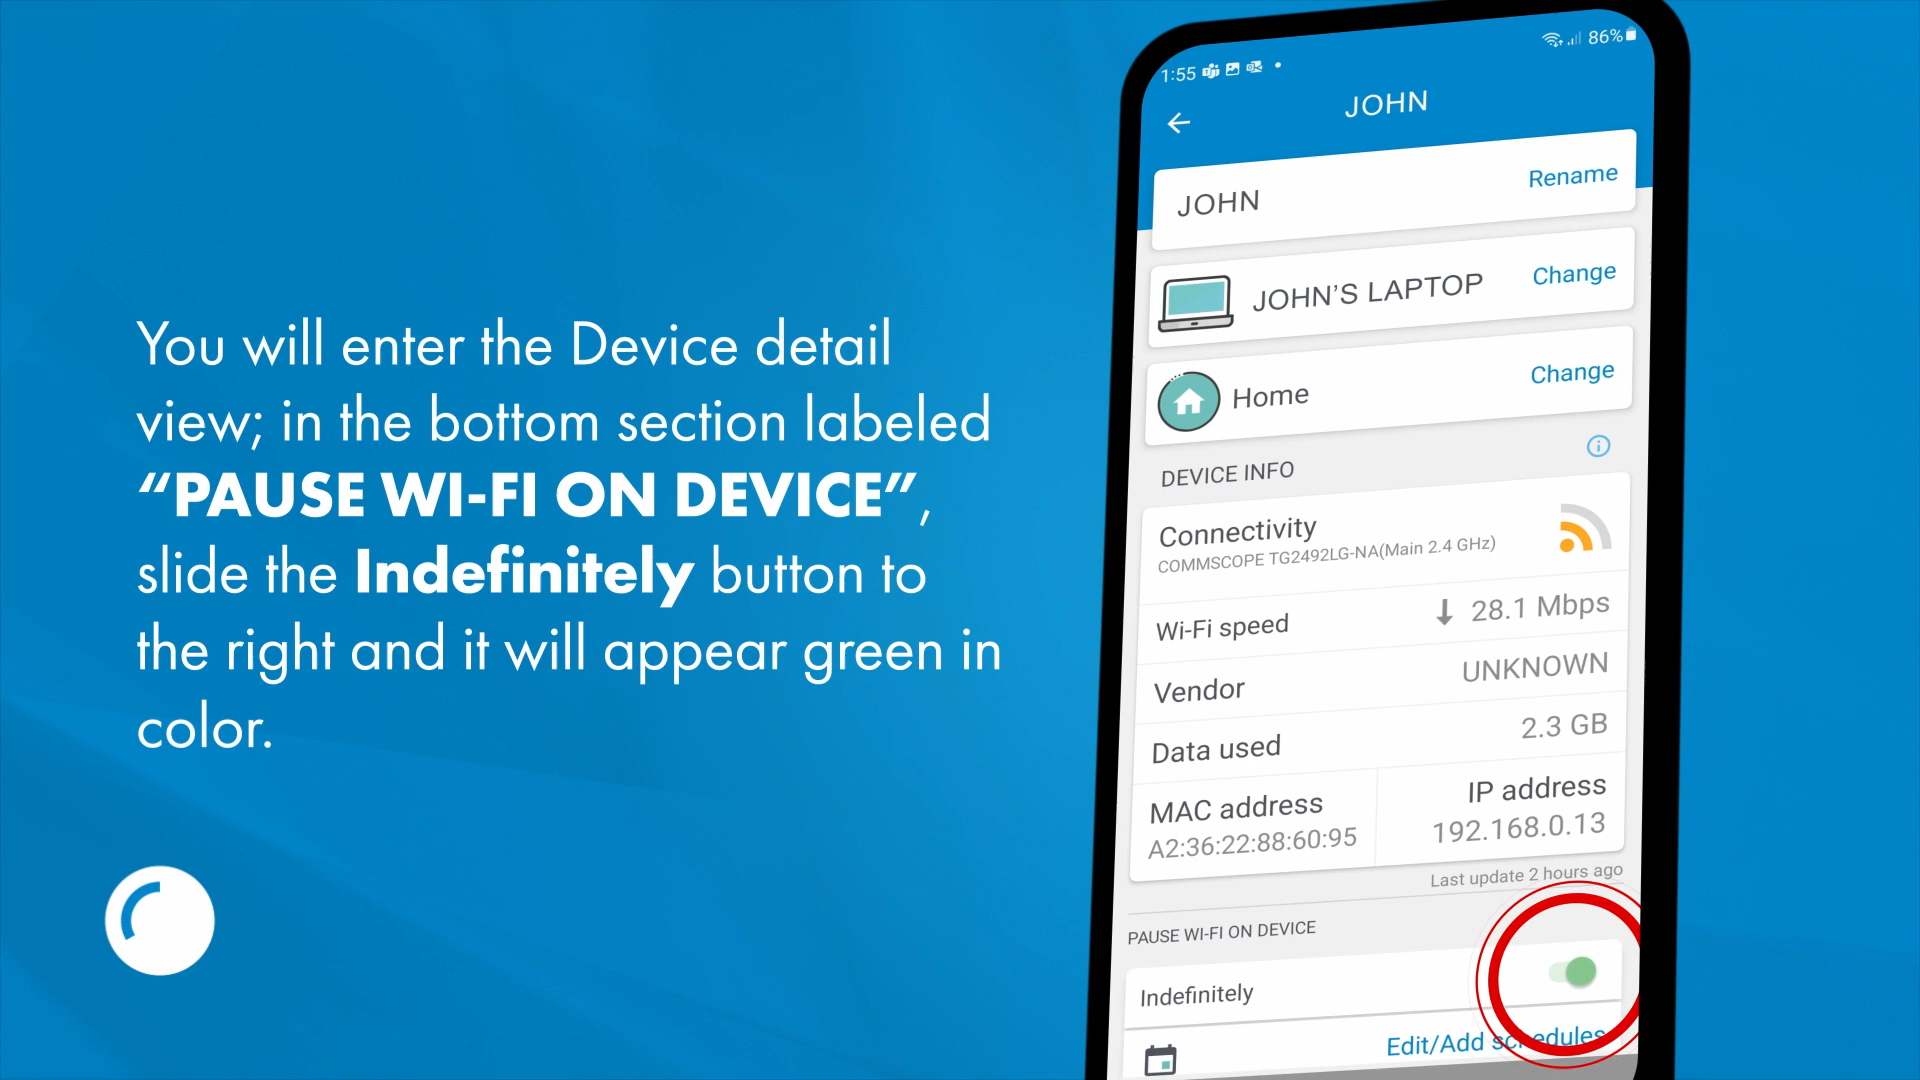 You will enter the Device detail
view; in the bottom section labeled
“PAUSE WI-FI ON DEVICE”,
slide the Indefinitely button to
the right and it will appear green in
color.
1:55
86%
JOHN
JOHN
Rename
JOHN’S LAPTOP
Change
Home
Change
DEVICE INFO
Connectivity
COMMSCOPE TG2492LG-NA(Main 2.4 GHz)
Wi-Fi speed
28.1 Mbps
Vendor
UNKNOWN
Data used
2.3 GB
MAC address
A2:36:22:88:60:95
IP address
192.168.0.13
Last update 2 hours ago
PAUSE WI-FI ON DEVICE
Indefinitely
Edit/Add schedules